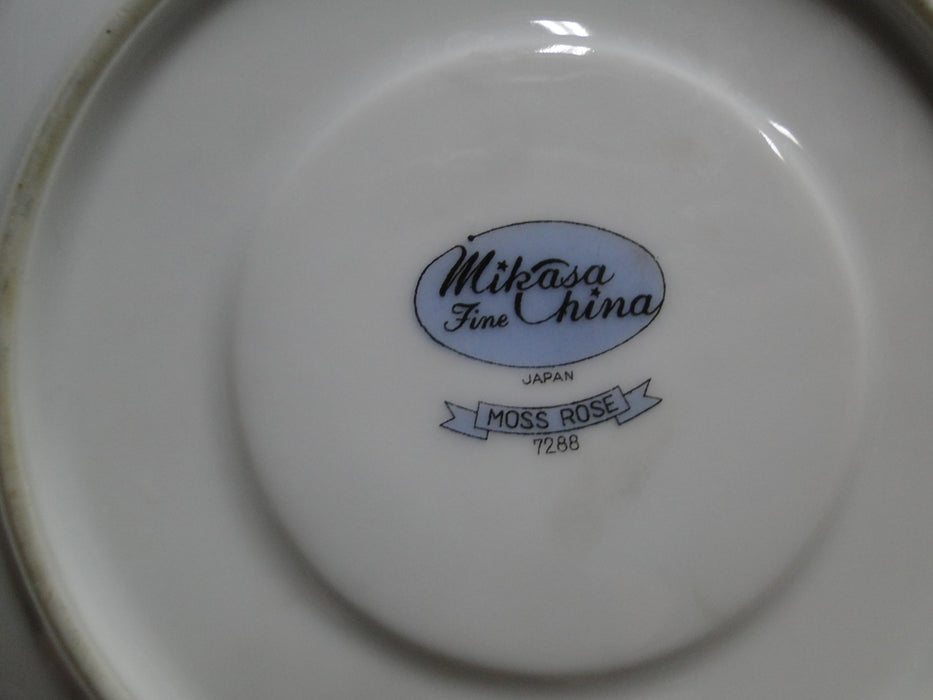 Mikasa
Fine China
JAPAN
MOSS ROSE
7288